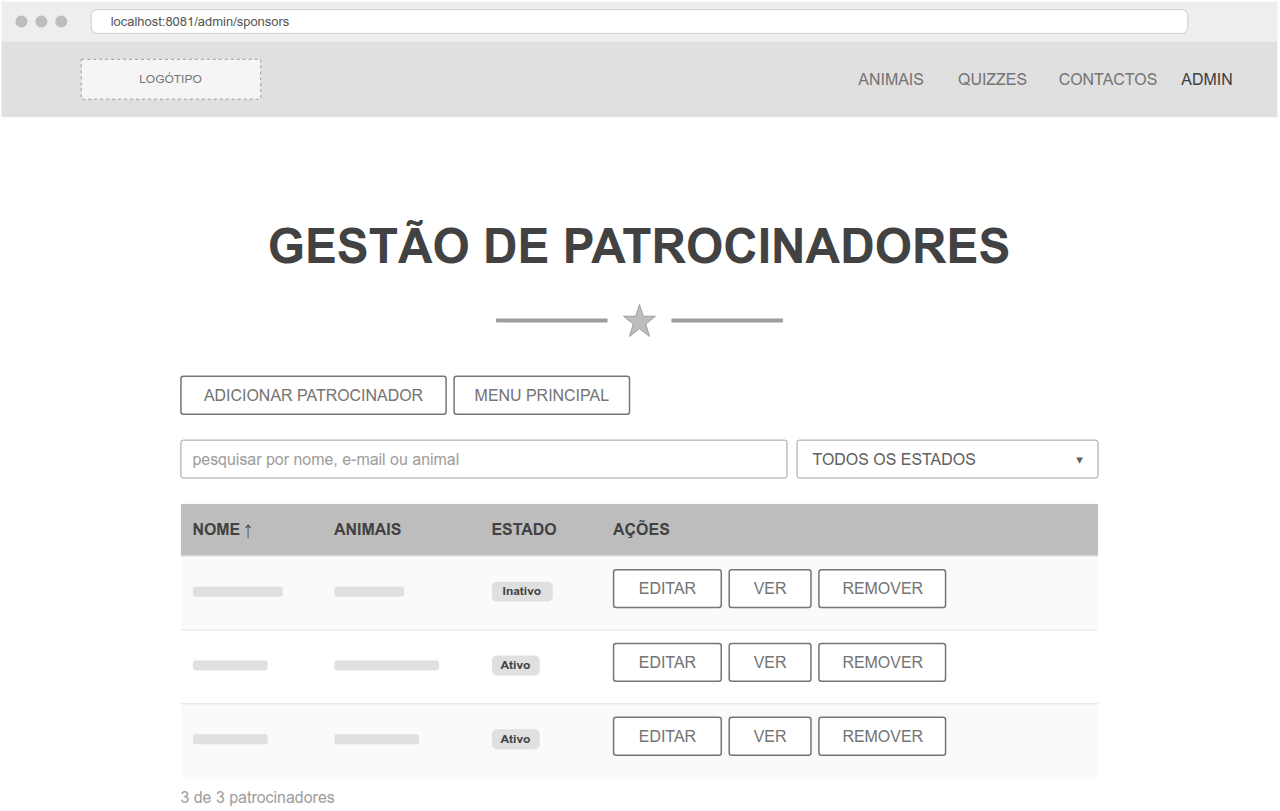 localhost:8081/admin/sponsors
LOGÓTIPO
ANIMAIS QUIZZES CONTACTOS ADMIN
GESTÃO DE PATROCINADORES
ADICIONAR PATROCINADOR MENU PRINCIPAL
pesquisar por nome, e-mail ou animal TODOS OS ESTADOS ▾
NOME ↑ ANIMAIS ESTADO AÇÕES
Inativo EDITAR VER REMOVER
Ativo EDITAR VER REMOVER
Ativo EDITAR VER REMOVER
3 de 3 patrocinadores